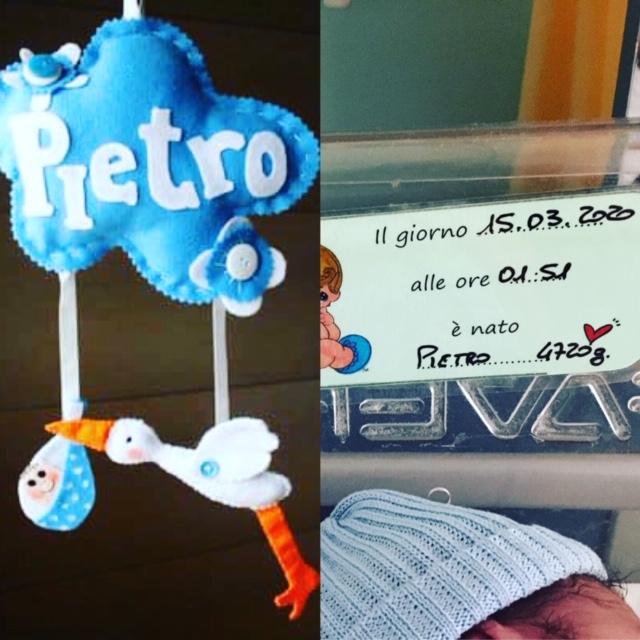 Pietro
Il giorno 15.03.2020
alle ore 01:51
è nato
PIETRO 4720g.